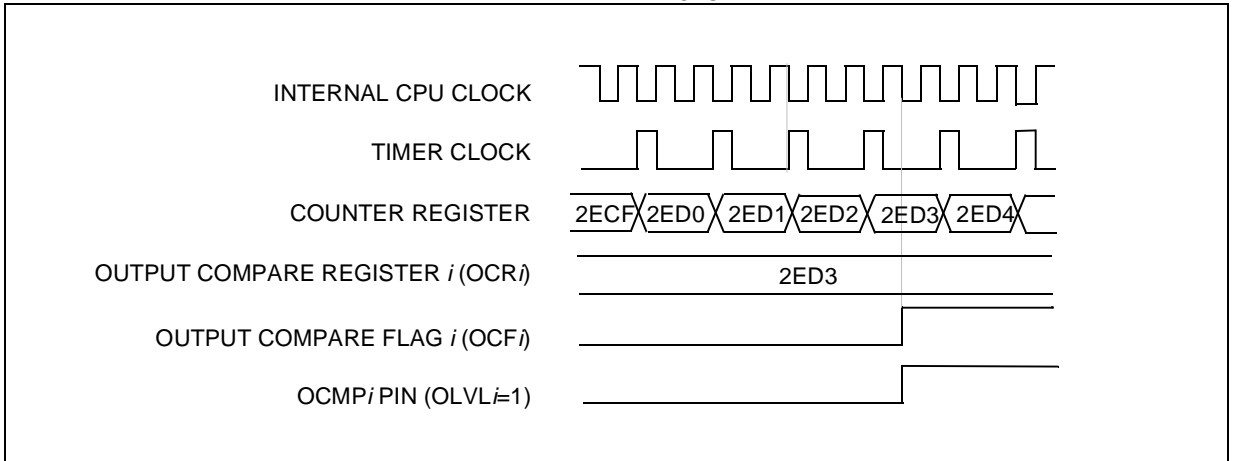 INTERNAL CPU CLOCK
TIMER CLOCK
COUNTER REGISTER 2ECF 2ED0 2ED1 2ED2 2ED3 2ED4
OUTPUT COMPARE REGISTER i (OCRi) 2ED3
OUTPUT COMPARE FLAG i (OCFi)
OCMPi PIN (OLVLi=1)